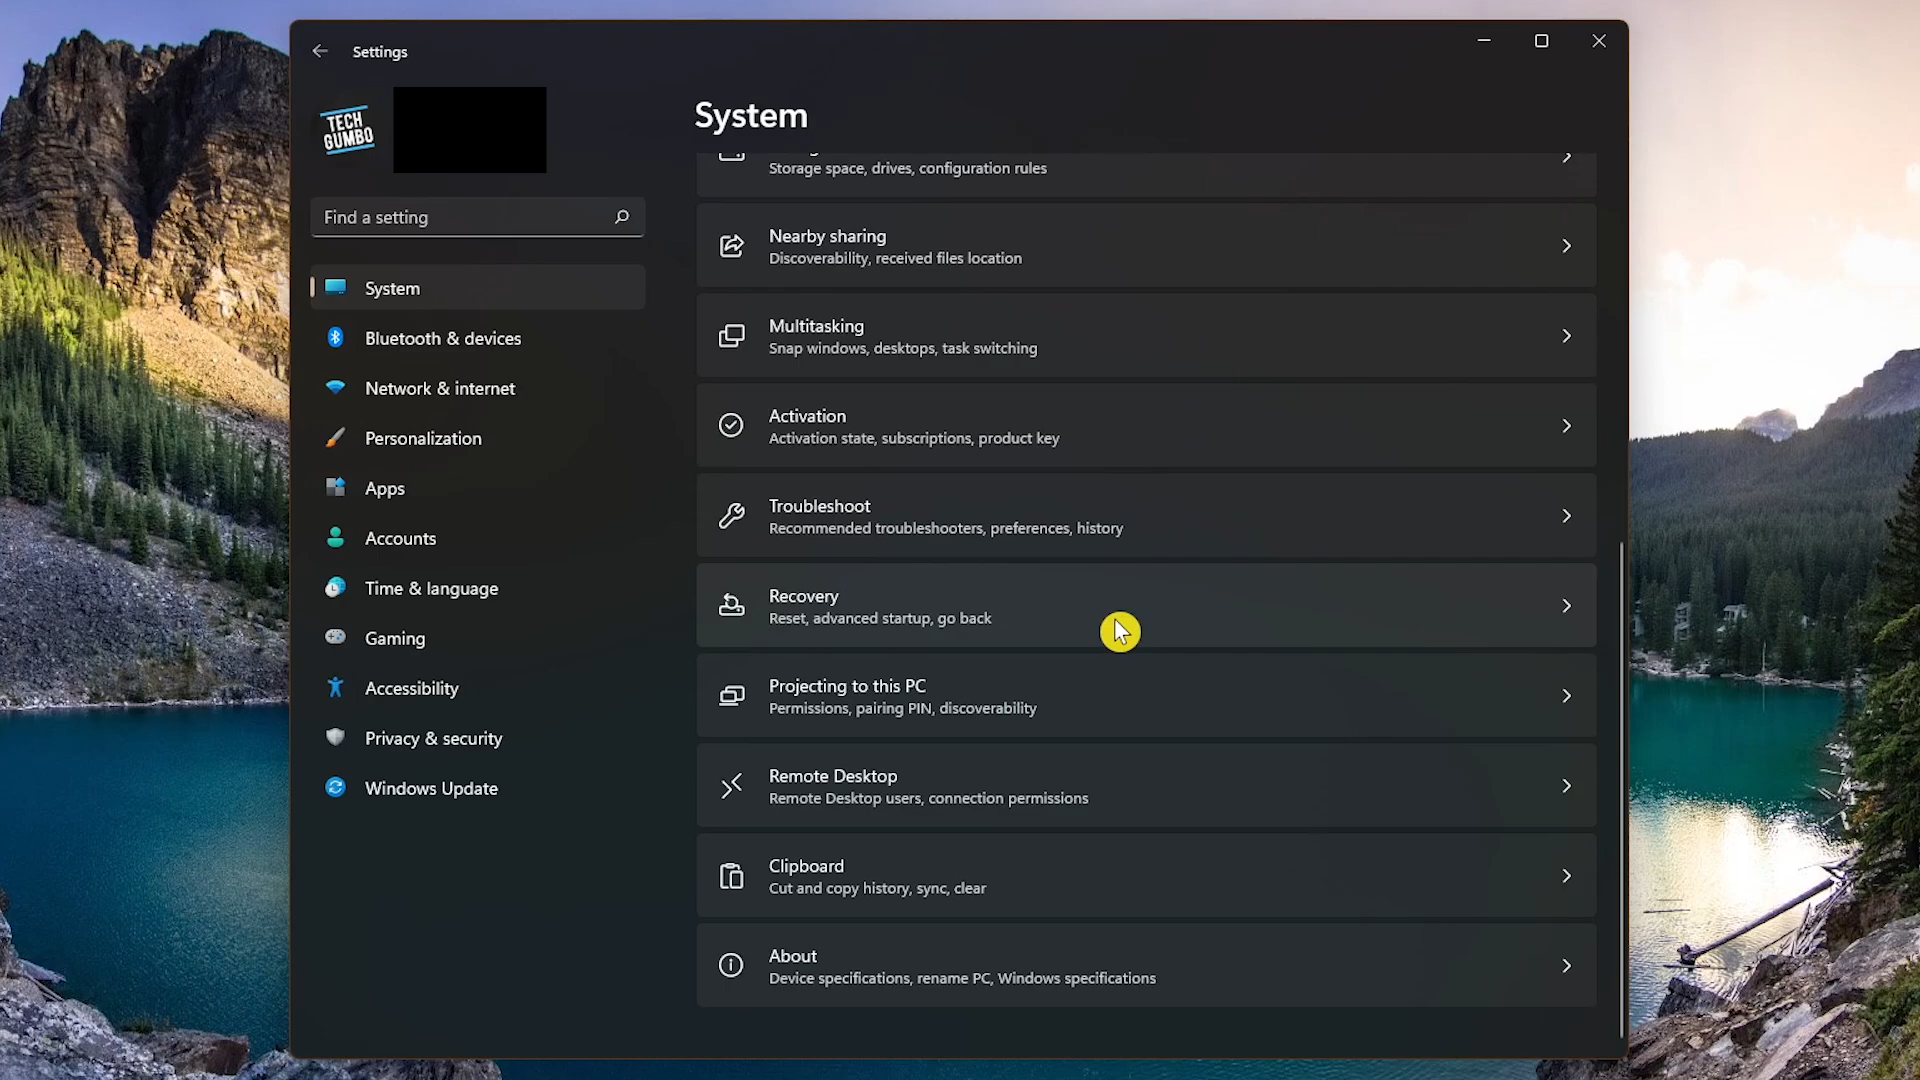 Settings
TECH
GUMBO
System
Find a setting
System
Bluetooth & devices
Network & internet
Personalization
Apps
Accounts
Time & language
Gaming
Accessibility
Privacy & security
Windows Update
Storage space, drives, configuration rules
Nearby sharing
Discoverability, received files location
Multitasking
Snap windows, desktops, task switching
Activation
Activation state, subscriptions, product key
Troubleshoot
Recommended troubleshooters, preferences, history
Recovery
Reset, advanced startup, go back
Projecting to this PC
Permissions, pairing PIN, discoverability
Remote Desktop
Remote Desktop users, connection permissions
Clipboard
Cut and copy history, sync, clear
About
Device specifications, rename PC, Windows specifications